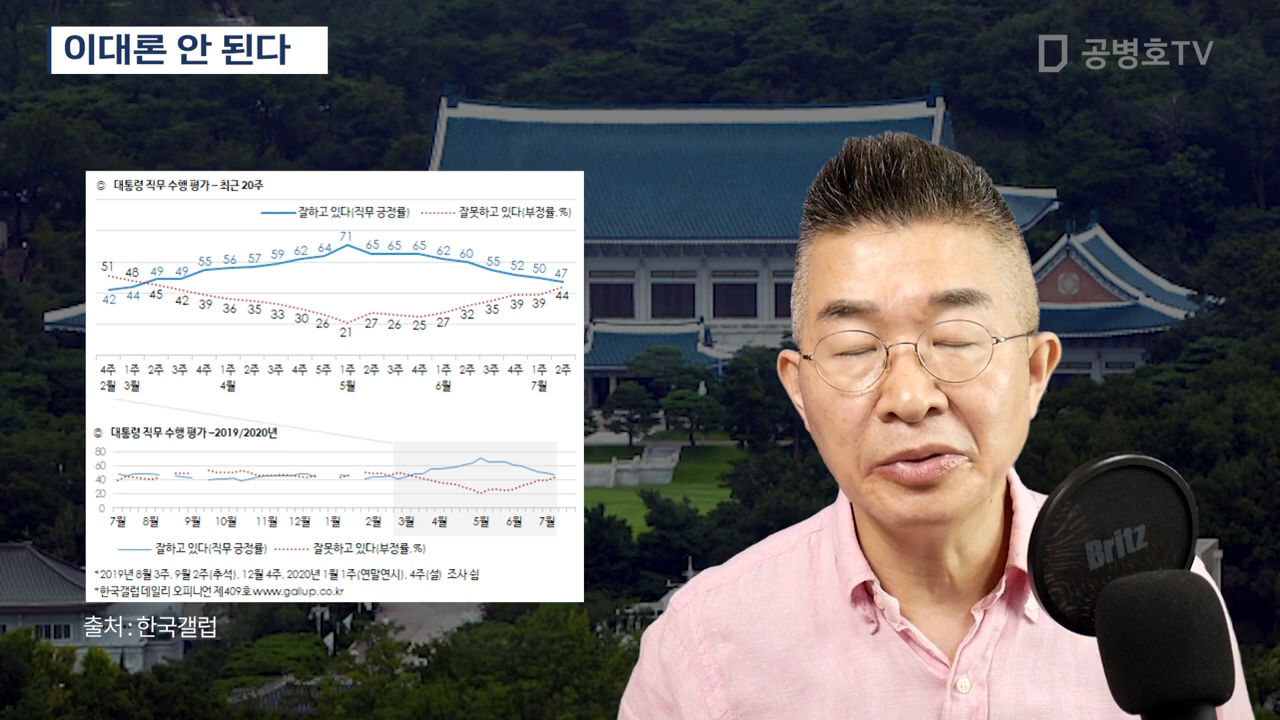 이대론 안 된다
공병호TV
© 대통령 직무 수행 평가 – 최근 20주
잘하고 있다(직무 긍정률) 잘못하고 있다(부정률.%)
42 44 49 49 55 56 57 59 62 64 71 65 65 65 62 60 55 52 50 47
51 48 45 42 39 36 35 33 30 26 21 27 26 25 27 32 35 39 39 44
4주 1주 2주 3주 4주 1주 2주 3주 4주 5주 1주 2주 3주 4주 1주 2주 3주 4주 1주 2주
2월 3월 4월 5월 6월 7월
© 대통령 직무 수행 평가 –2019/2020년
80
60
40
20
0
7월 8월 9월 10월 11월 12월 1월 2월 3월 4월 5월 6월 7월
잘하고 있다(직무 긍정률) 잘못하고 있다(부정률.%)
*2019년 8월 3주, 9월 2주(추석), 12월 4주, 2020년 1월 1주(연말연시), 4주(설) 조사 쉼
*한국갤럽 데일리 오피니언 제409호 www.gallup.co.kr
출처 : 한국갤럽
Britz